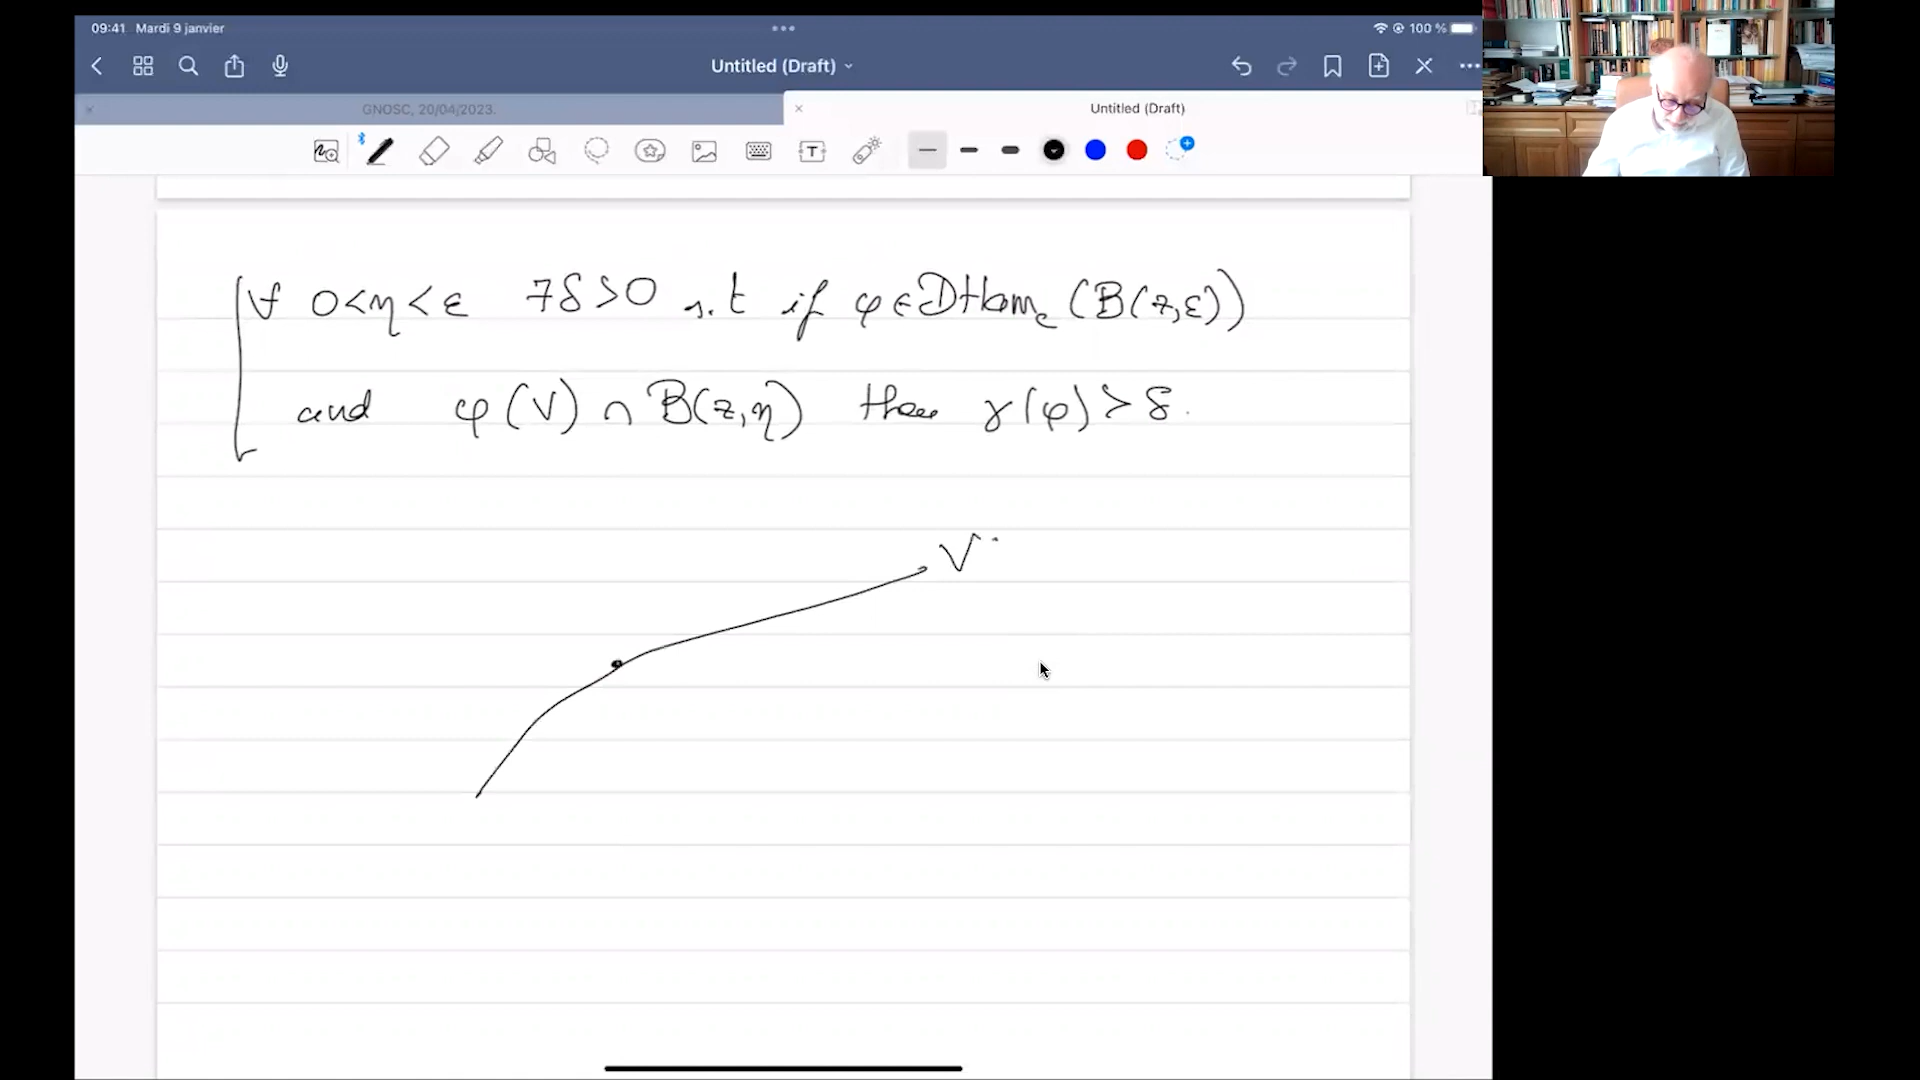 09:41 Mardi 9 janvier
100 %
Untitled (Draft)
GNOSC, 20/04/2023.
Untitled (Draft)
T
∀ 0<η<ε ∃δ>0 s.t if φ∈DHam_c (B(z,ε))
and φ(V) ∩ B(z,η) then γ(φ) > δ.
V